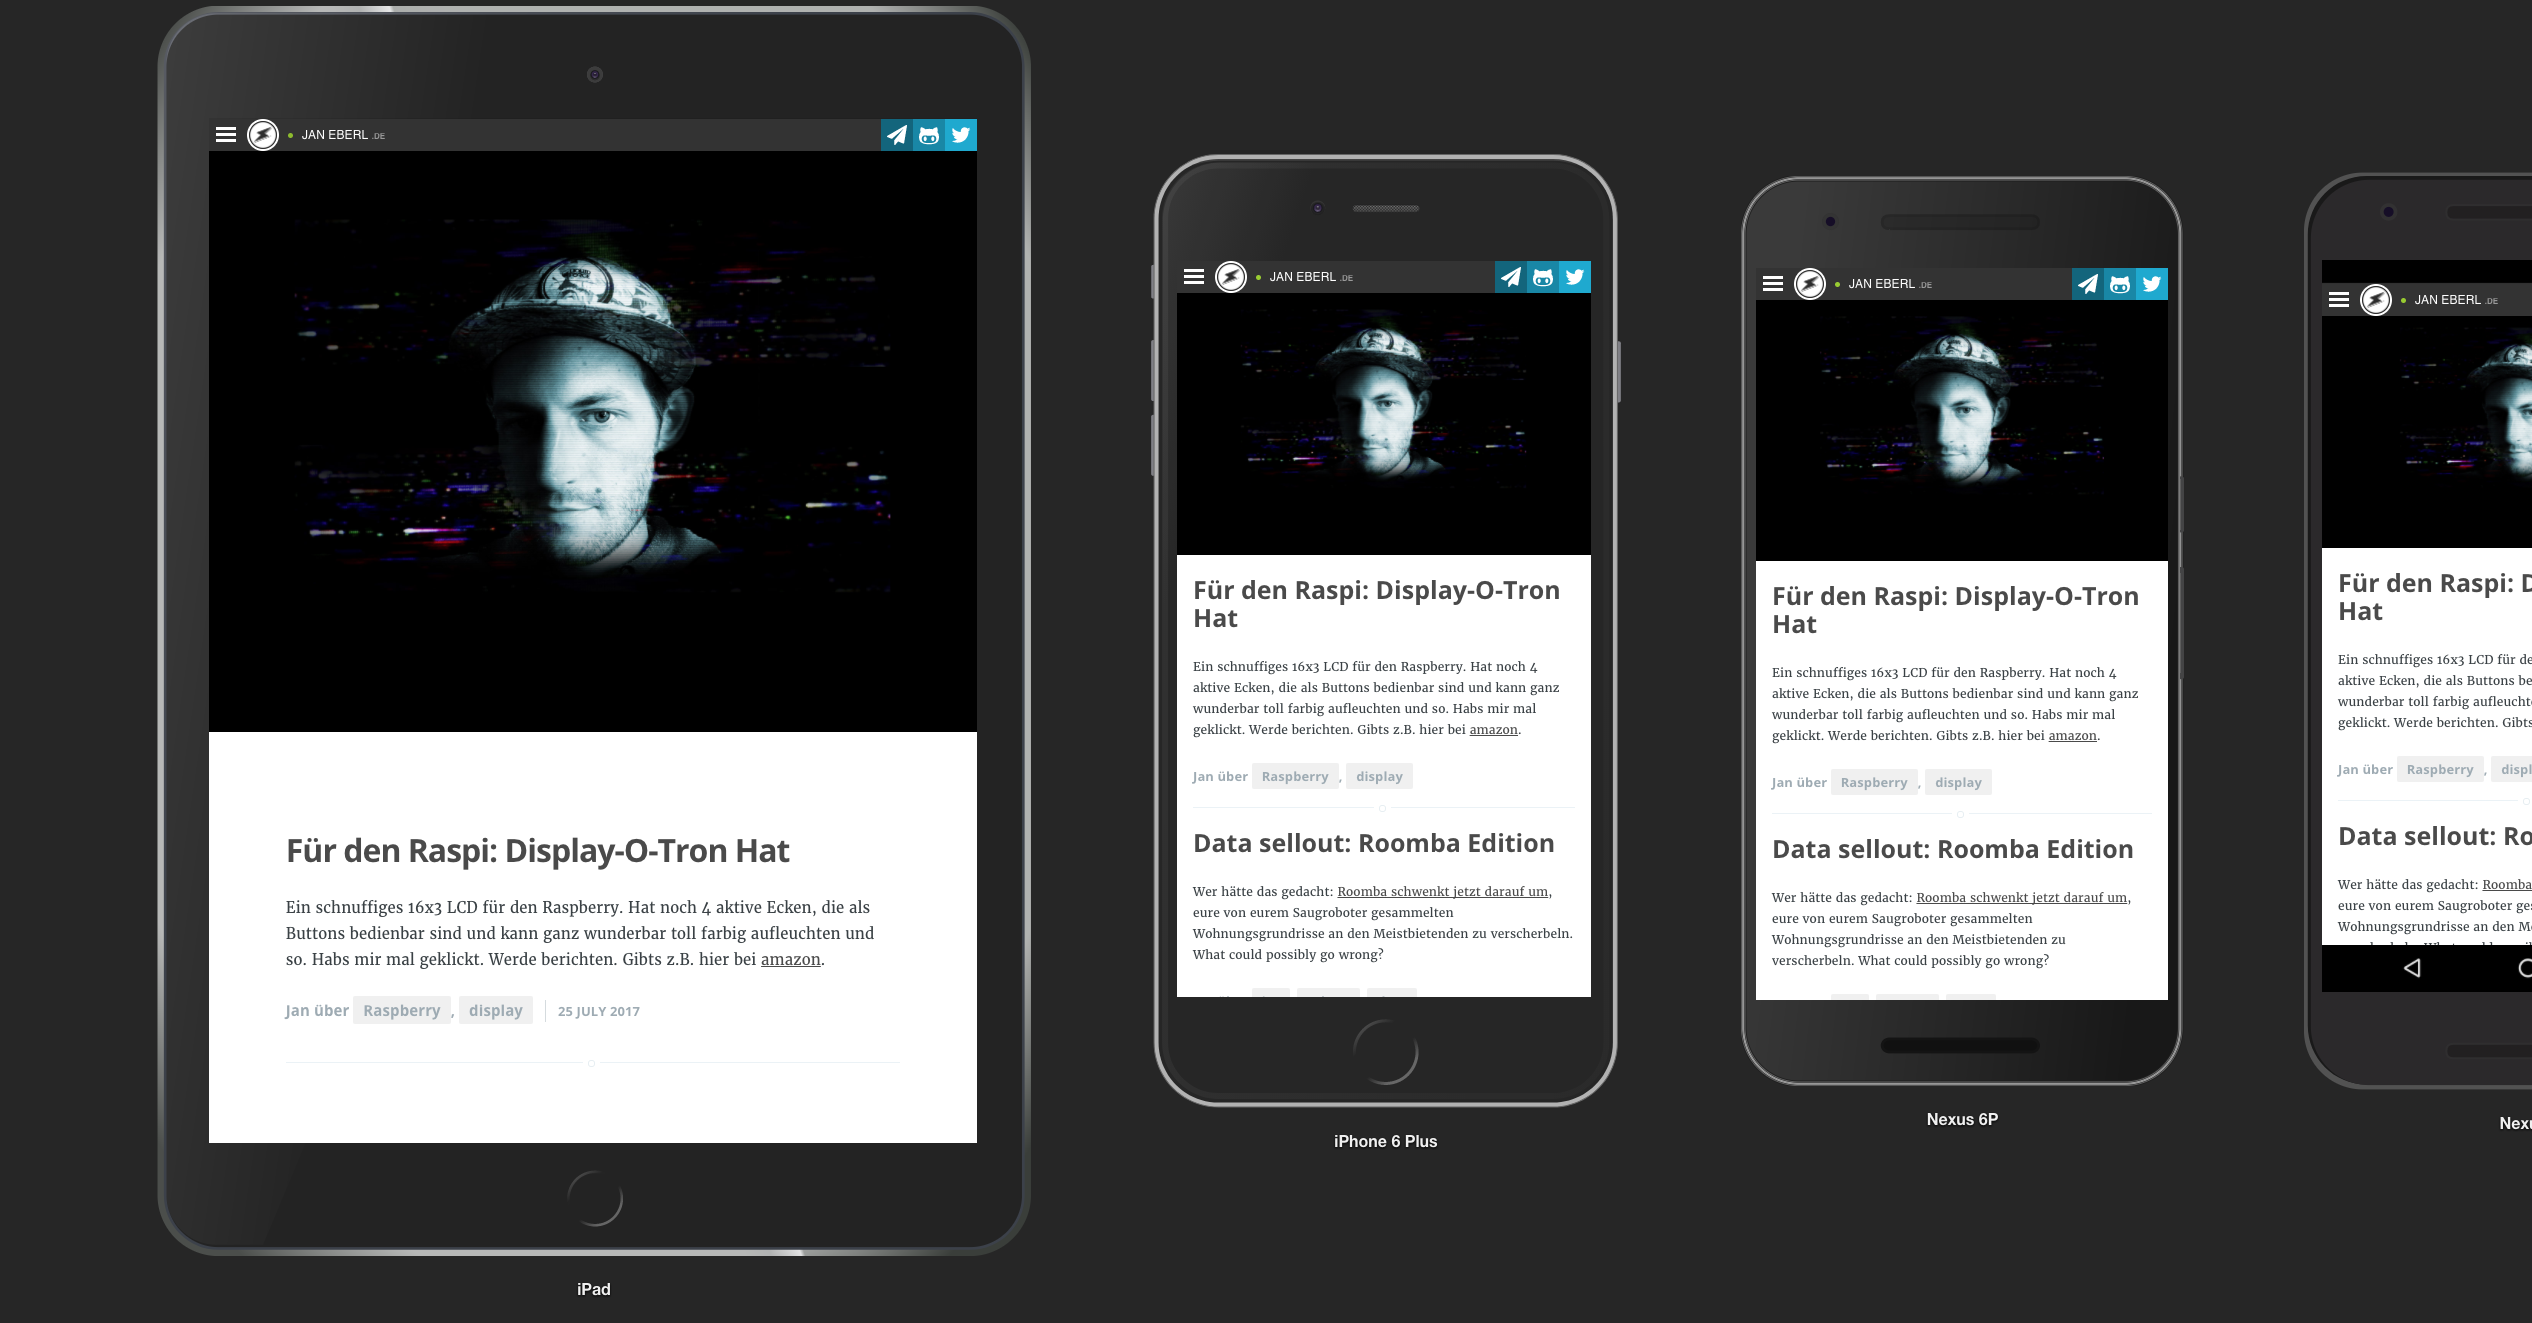 JAN EBERL .DE
Für den Raspi: Display-O-Tron Hat
Ein schnuffiges 16x3 LCD für den Raspberry. Hat noch 4 aktive Ecken, die als
Buttons bedienbar sind und kann ganz wunderbar toll farbig aufleuchten und
so. Habs mir mal geklickt. Werde berichten. Gibts z.B. hier bei amazon.
Jan über Raspberry, display 25 JULY 2017
iPad
JAN EBERL .DE
Für den Raspi: Display-O-Tron
Hat
Ein schnuffiges 16x3 LCD für den Raspberry. Hat noch 4
aktive Ecken, die als Buttons bedienbar sind und kann ganz
wunderbar toll farbig aufleuchten und so. Habs mir mal
geklickt. Werde berichten. Gibts z.B. hier bei amazon.
Jan über Raspberry, display
Data sellout: Roomba Edition
Wer hätte das gedacht: Roomba schwenkt jetzt darauf um,
eure von eurem Saugroboter gesammelten
Wohnungsgrundrisse an den Meistbietenden zu verscherbeln.
What could possibly go wrong?
iPhone 6 Plus
JAN EBERL .DE
Für den Raspi: Display-O-Tron
Hat
Ein schnuffiges 16x3 LCD für den Raspberry. Hat noch 4
aktive Ecken, die als Buttons bedienbar sind und kann ganz
wunderbar toll farbig aufleuchten und so. Habs mir mal
geklickt. Werde berichten. Gibts z.B. hier bei amazon.
Jan über Raspberry, display
Data sellout: Roomba Edition
Wer hätte das gedacht: Roomba schwenkt jetzt darauf um,
eure von eurem Saugroboter gesammelten
Wohnungsgrundrisse an den Meistbietenden zu
verscherbeln. What could possibly go wrong?
Nexus 6P
JAN EBERL .DE
Für den Raspi: D
Hat
Ein schnuffiges 16x3 LCD für de
aktive Ecken, die als Buttons be
wunderbar toll farbig aufleucht
geklickt. Werde berichten. Gibts
Jan über Raspberry, displ
Data sellout: Ro
Wer hätte das gedacht: Roomba
eure von eurem Saugroboter ges
Wohnungsgrundrisse an den M
Nexu